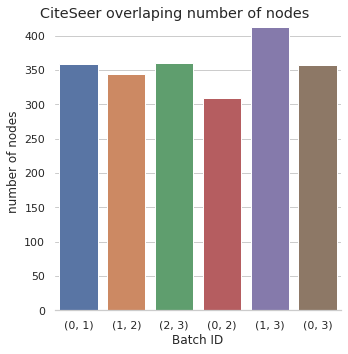 CiteSeer overlaping number of nodes
number of nodes
400
350
300
250
200
150
100
50
0
(0, 1) (1, 2) (2, 3) (0, 2) (1, 3) (0, 3)
Batch ID